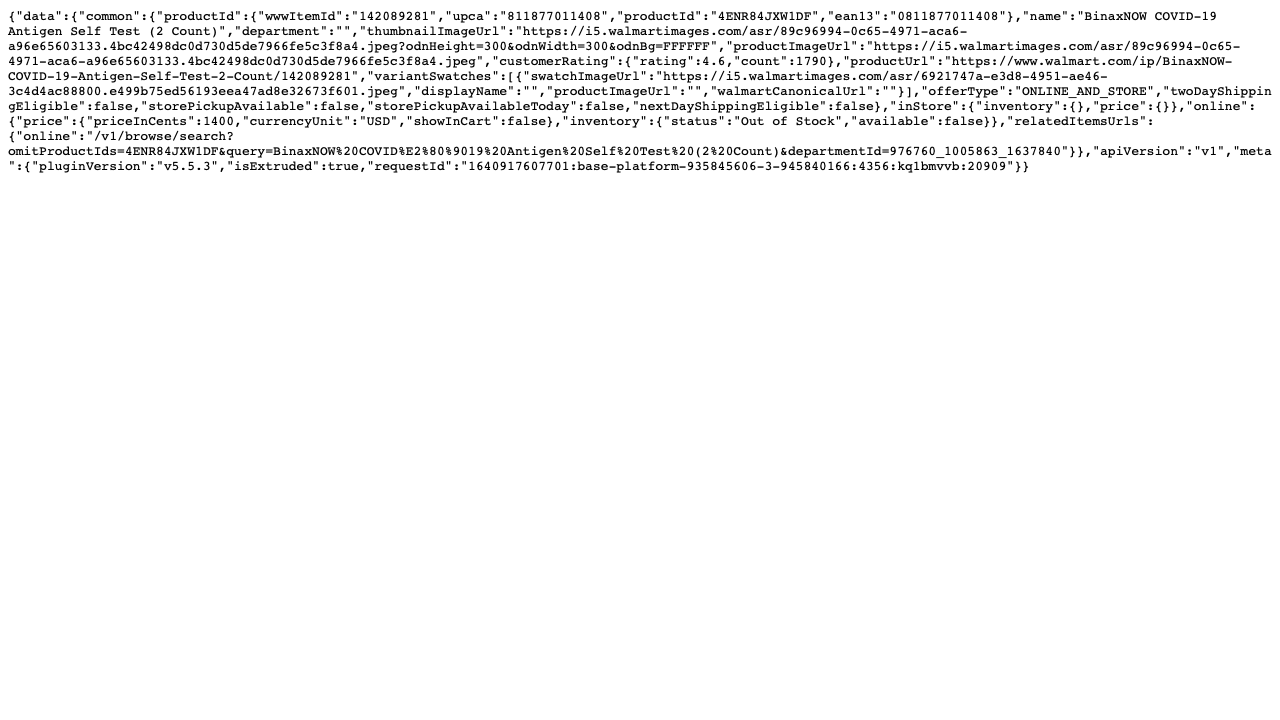 {"data":{"common":{"productId":{"wwwItemId":"142089281","upca":"811877011408","productId":"4ENR84JXW1DF","ean13":"0811877011408"},"name":"BinaxNOW COVID-19
Antigen Self Test (2 Count)","department":"","thumbnailImageUrl":"https://i5.walmartimages.com/asr/89c96994-0c65-4971-aca6-
a96e65603133.4bc42498dc0d730d5de7966fe5c3f8a4.jpeg?odnHeight=300&odnWidth=300&odnBg=FFFFFF","productImageUrl":"https://i5.walmartimages.com/asr/89c96994-0c65-
4971-aca6-a96e65603133.4bc42498dc0d730d5de7966fe5c3f8a4.jpeg","customerRating":{"rating":4.6,"count":1790},"productUrl":"https://www.walmart.com/ip/BinaxNOW-
COVID-19-Antigen-Self-Test-2-Count/142089281","variantSwatches":[{"swatchImageUrl":"https://i5.walmartimages.com/asr/6921747a-e3d8-4951-ae46-
3c4d4ac88800.e499b75ed56193eea47ad8e32673f601.jpeg","displayName":"","productImageUrl":"","walmartCanonicalUrl":""}],"offerType":"ONLINE_AND_STORE","twoDayShippin
gEligible":false,"storePickupAvailable":false,"storePickupAvailableToday":false,"nextDayShippingEligible":false},"inStore":{"inventory":{},"price":{}},"online":
{"price":{"priceInCents":1400,"currencyUnit":"USD","showInCart":false},"inventory":{"status":"Out of Stock","available":false}},"relatedItemsUrls":
{"online":"/v1/browse/search?
omitProductIds=4ENR84JXW1DF&query=BinaxNOW%20COVID%E2%80%9019%20Antigen%20Self%20Test%20(2%20Count)&departmentId=976760_1005863_1637840"}},"apiVersion":"v1","meta
":{"pluginVersion":"v5.5.3","isExtruded":true,"requestId":"1640917607701:base-platform-935845606-3-945840166:4356:kqlbmvvb:20909"}}